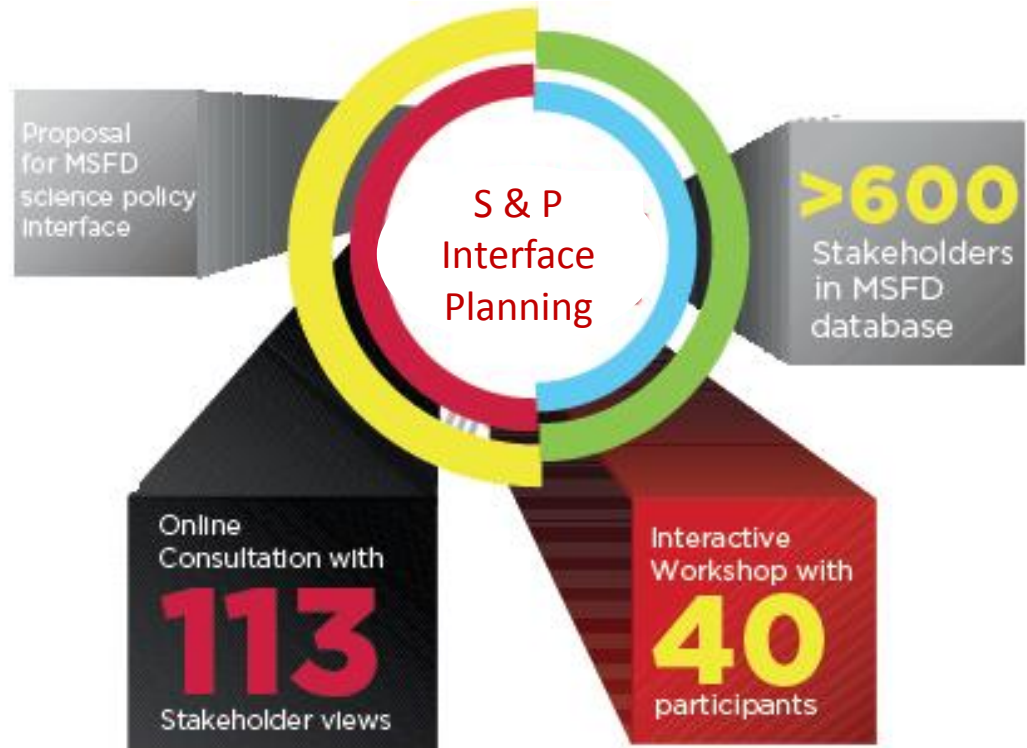 Proposal
for MSFD
science policy
Interface
S & P
Interface
Planning
>600
Stakeholders
in MSFD
database
Online
Consultation with
113
Stakeholder views
Interactive
Workshop with
40
participants